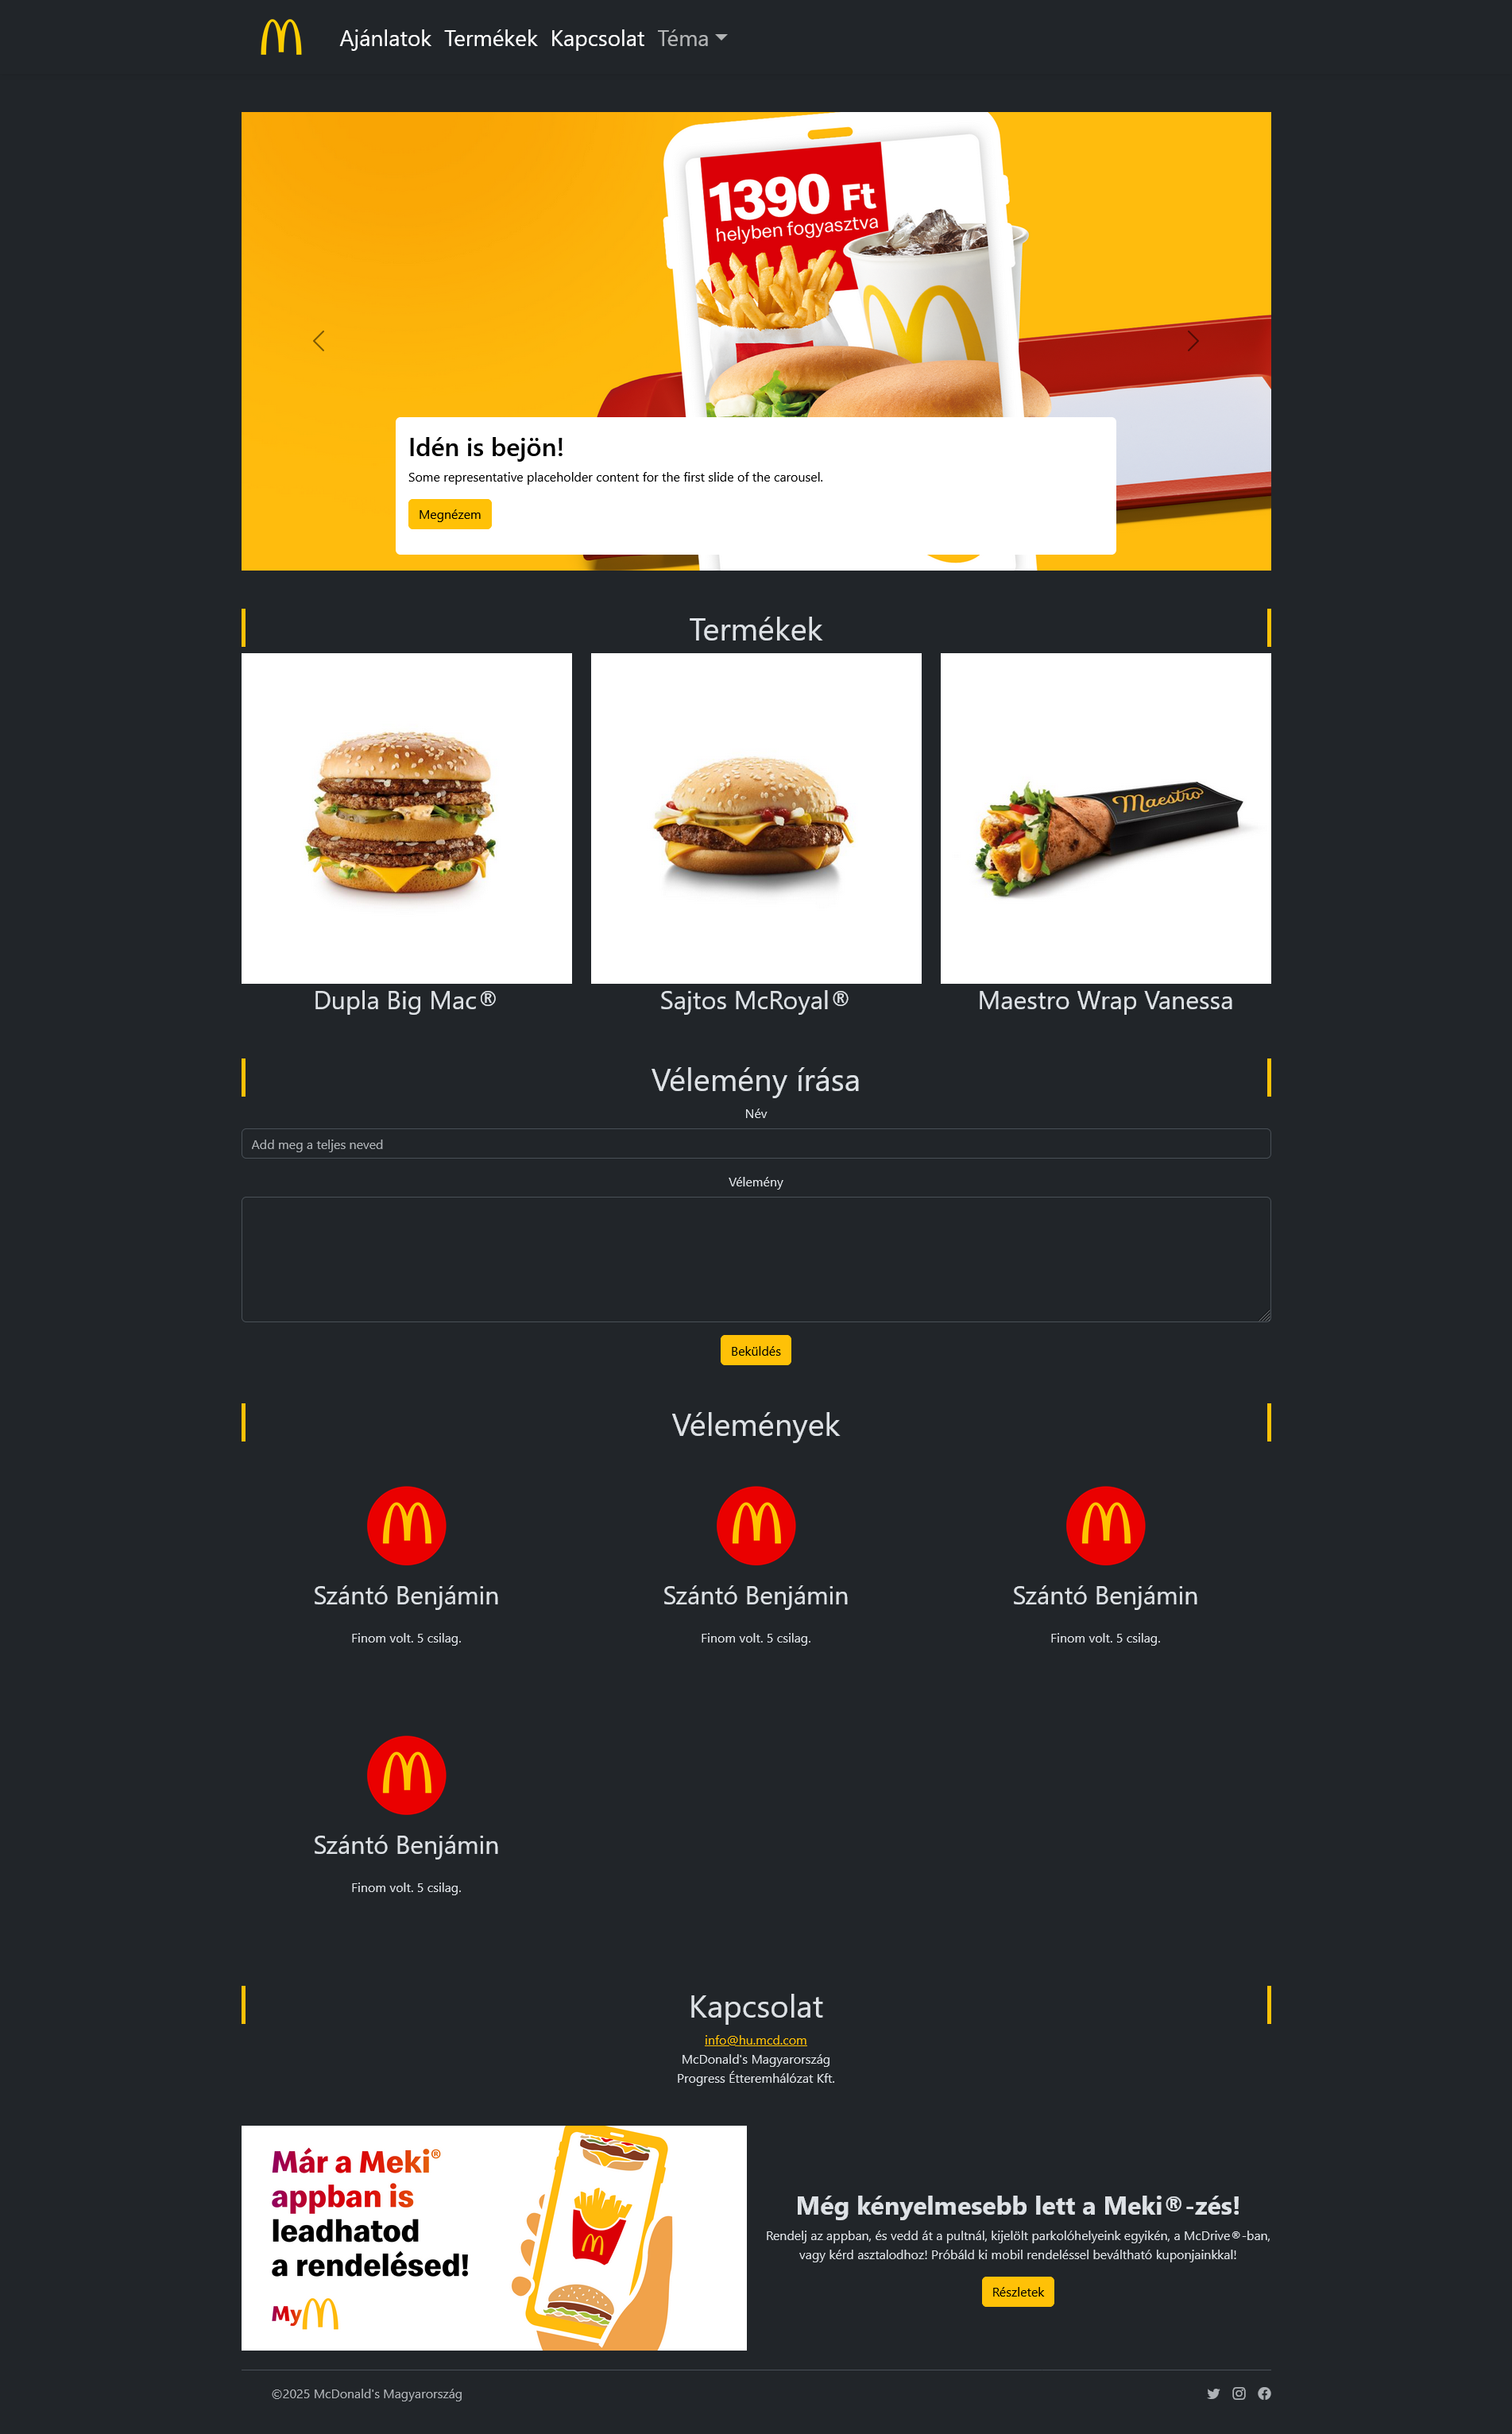 Ajánlatok Termékek Kapcsolat Téma
1390 Ft
helyben fogyasztva
Idén is bejön!
Some representative placeholder content for the first slide of the carousel.
Megnézem
Termékek
Maestro
Dupla Big Mac®
Sajtos McRoyal®
Maestro Wrap Vanessa
Vélemény írása
Név
Add meg a teljes neved
Vélemény
Beküldés
Vélemények
Szántó Benjámin
Finom volt. 5 csilag.
Szántó Benjámin
Finom volt. 5 csilag.
Szántó Benjámin
Finom volt. 5 csilag.
Szántó Benjámin
Finom volt. 5 csilag.
Kapcsolat
info@hu.mcd.com
McDonald's Magyarország
Progress Étteremhálózat Kft.
Már a Meki®
appban is
leadhatod
a rendelésed!
My
Még kényelmesebb lett a Meki®-zés!
Rendelj az appban, és vedd át a pultnál, kijelölt parkolóhelyeink egyikén, a McDrive®-ban,
vagy kérd asztalodhoz! Próbáld ki mobil rendeléssel beváltható kuponjainkkal!
Részletek
©2025 McDonald's Magyarország